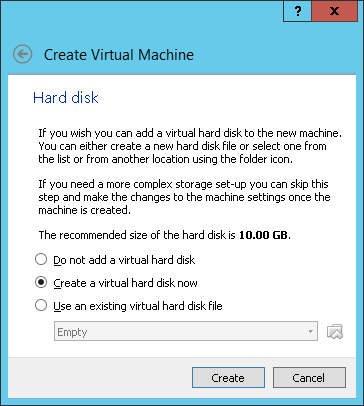 ?
X
Create Virtual Machine
Hard disk
If you wish you can add a virtual hard disk to the new machine.
You can either create a new hard disk file or select one from
the list or from another location using the folder icon.
If you need a more complex storage set-up you can skip this
step and make the changes to the machine settings once the
machine is created.
The recommended size of the hard disk is 10.00 GB.
Do not add a virtual hard disk
Create a virtual hard disk now
Use an existing virtual hard disk file
Empty
Create
Cancel